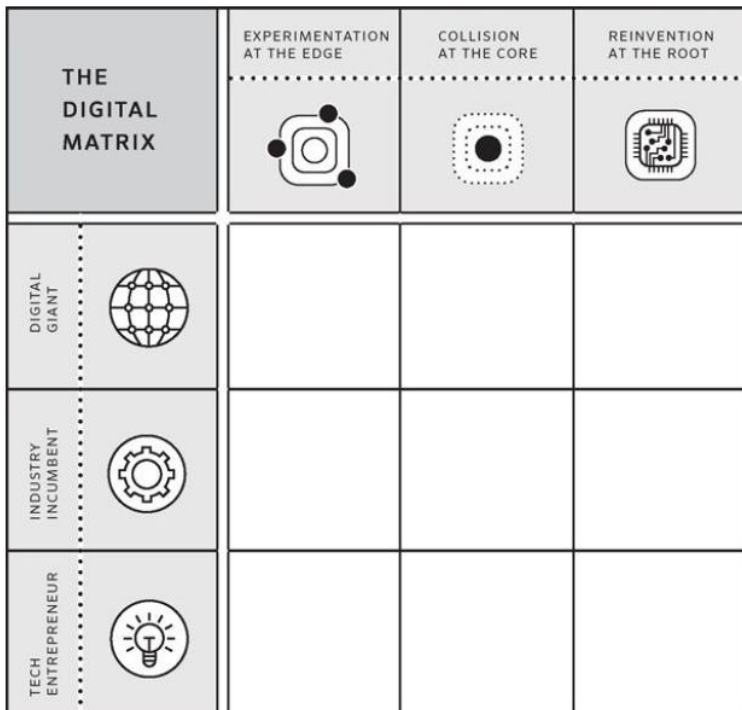 THE
DIGITAL
MATRIX
EXPERIMENTATION
AT THE EDGE
COLLISION
AT THE CORE
REINVENTION
AT THE ROOT
DIGITAL
GIANT
INDUSTRY
INCUMBENT
TECH
ENTREPRENEUR